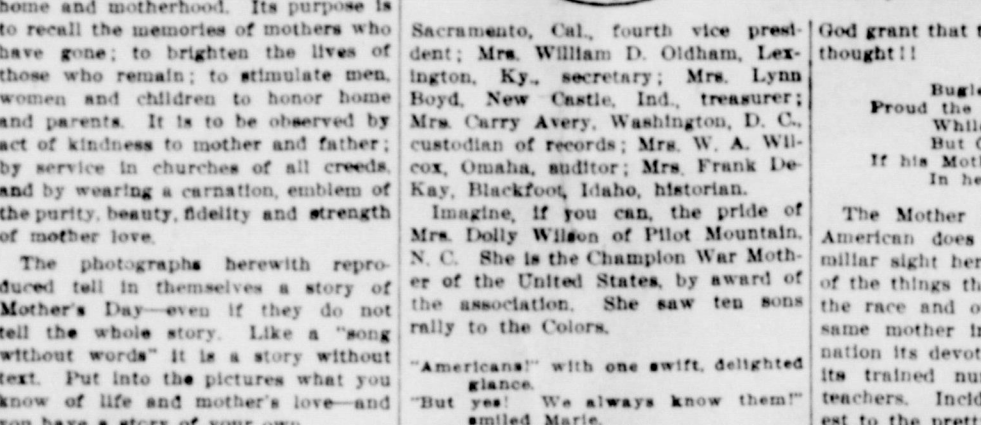 home and motherhood. Its purpose is
to recall the memories of mothers who
have gone; to brighten the lives of
those who remain; to stimulate men,
women and children to honor home
and parents. It is to be observed by
act of kindness to mother and father;
by service in churches of all creeds,
and by wearing a carnation, emblem of
the purity, beauty, fidelity and strength
of mother love.
The photographs herewith repro-
duced tell in themselves a story of
Mother's Day—even if they do not
tell the whole story. Like a "song
without words" it is a story without
text. Put into the pictures what you
know of life and mother's love—and
you have a story of your own
Sacramento, Cal., fourth vice presi-
dent; Mrs. William D. Oldham, Lex-
ington, Ky., secretary; Mrs. Lynn
Boyd, New Castle, Ind., treasurer;
Mrs. Carry Avery, Washington, D. C.,
custodian of records; Mrs. W. A. Wil-
cox, Omaha, auditor; Mrs. Frank De-
Kay, Blackfoot, Idaho, historian.
Imagine, if you can, the pride of
Mrs. Dolly Wilson of Pilot Mountain,
N. C. She is the Champion War Moth-
er of the United States, by award of
the association. She saw ten sons
rally to the Colors.
"Americans!" with one swift, delighted
glance.
"But yes! We always know them!"
smiled Marie.
God grant that
thought!!
Bugle
Proud the
While
But
If his Mot
In he
The Mother
American does
miliar sight her
of the things th
the race and o
same mother in
nation its devot
its trained nu
teachers. Incid
est to the prett